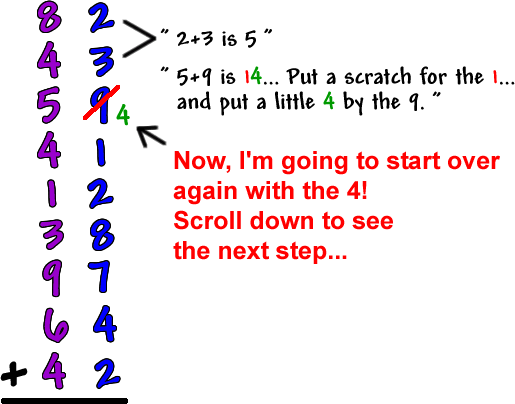 8 2
" 2+3 is 5 "
4 3
" 5+9 is 14... Put a scratch for the 1...
5 9 4
and put a little 4 by the 9. "
4 1
Now, I'm going to start over
1 2
again with the 4!
Scroll down to see
3 8
the next step...
9 7
6 4
+ 4 2